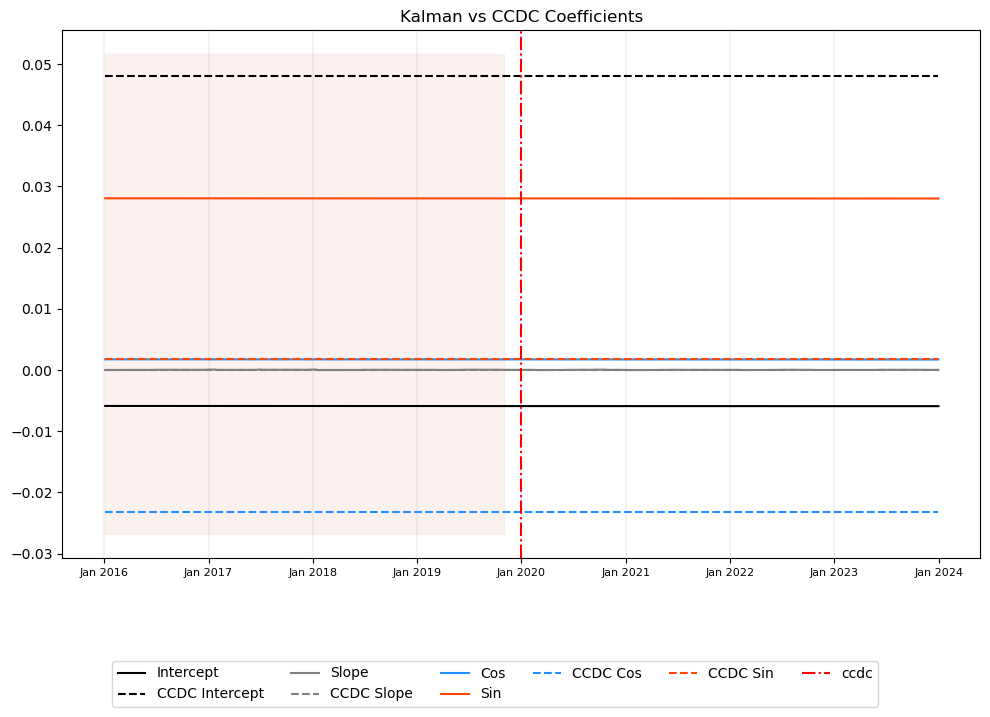 Kalman vs CCDC Coefficients
0.05
0.04
0.03
0.02
0.01
0.00
−0.01
−0.02
−0.03
Jan 2016 Jan 2017 Jan 2018 Jan 2019 Jan 2020 Jan 2021 Jan 2022 Jan 2023 Jan 2024
Intercept Slope Cos CCDC Cos CCDC Sin ccdc
CCDC Intercept CCDC Slope Sin